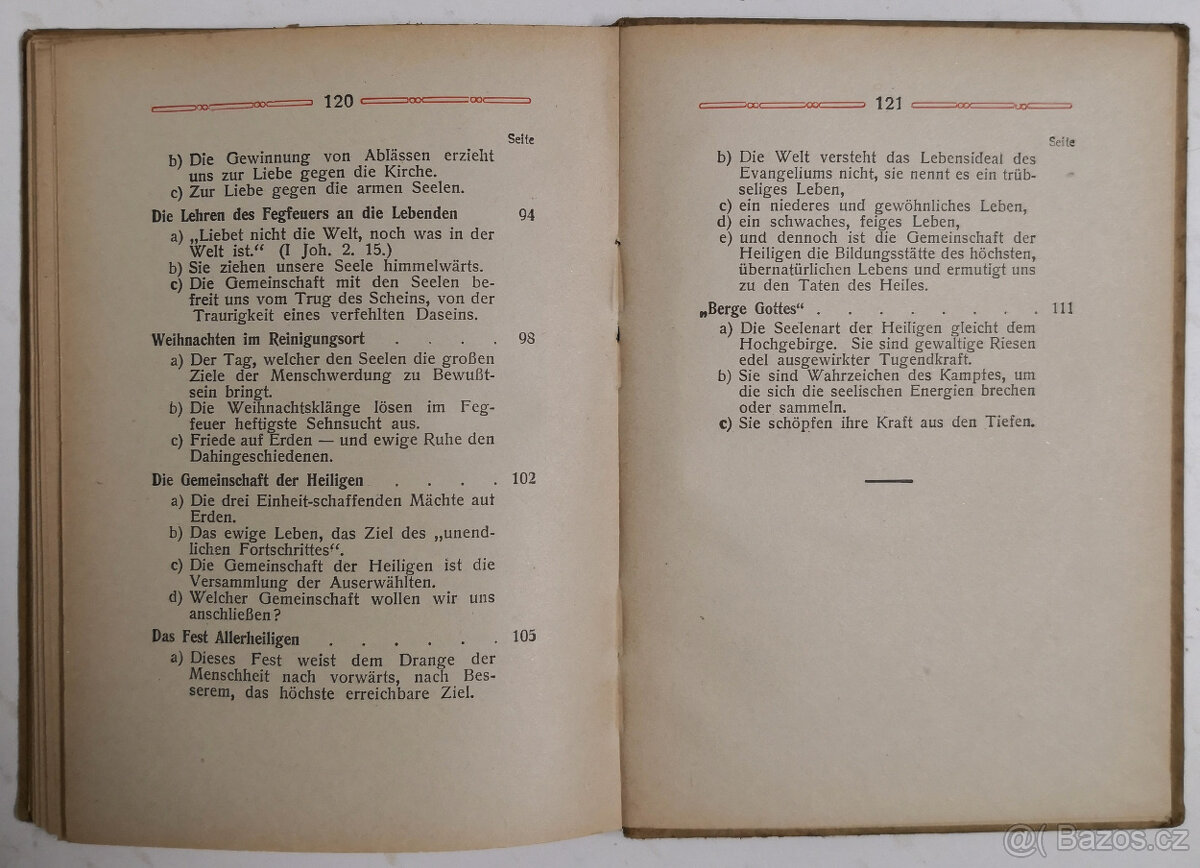 120
Seite
b) Die Gewinnung von Ablässen erzieht
uns zur Liebe gegen die Kirche.
c) Zur Liebe gegen die armen Seelen.
Die Lehren des Fegfeuers an die Lebenden 94
a) „Liebet nicht die Welt, noch was in der
Welt ist.“ (I Joh. 2. 15.)
b) Sie ziehen unsere Seele himmelwärts.
c) Die Gemeinschaft mit den Seelen be-
freit uns vom Trug des Scheins, von der
Traurigkeit eines verfehlten Daseins.
Weihnachten im Reinigungsort . . . . 98
a) Der Tag, welcher den Seelen die großen
Ziele der Menschwerdung zu Bewußt-
sein bringt.
b) Die Weihnachtsklänge lösen im Feg-
feuer heftigste Sehnsucht aus.
c) Friede auf Erden — und ewige Ruhe den
Dahingeschiedenen.
Die Gemeinschaft der Heiligen . . . . 102
a) Die drei Einheit-schaffenden Mächte auf
Erden.
b) Das ewige Leben, das Ziel des „unend-
lichen Fortschrittes“.
c) Die Gemeinschaft der Heiligen ist die
Versammlung der Auserwählten.
d) Welcher Gemeinschaft wollen wir uns
anschließen?
Das Fest Allerheiligen . . . . . . 105
a) Dieses Fest weist dem Drange der
Menschheit nach vorwärts, nach Bes-
serem, das höchste erreichbare Ziel.
121
Seite
b) Die Welt versteht das Lebensideal des
Evangeliums nicht, sie nennt es ein trüb-
seliges Leben,
c) ein niederes und gewöhnliches Leben,
d) ein schwaches, feiges Leben,
e) und dennoch ist die Gemeinschaft der
Heiligen die Bildungsstätte des höchsten,
übernatürlichen Lebens und ermutigt uns
zu den Taten des Heiles.
„Berge Gottes“ . . . . . . . . 111
a) Die Seelenart der Heiligen gleicht dem
Hochgebirge. Sie sind gewaltige Riesen
edel ausgewirkter Tugendkraft.
b) Sie sind Wahrzeichen des Kampfes, um
die sich die seelischen Energien brechen
oder sammeln.
c) Sie schöpfen ihre Kraft aus den Tiefen.
Bazos.cz